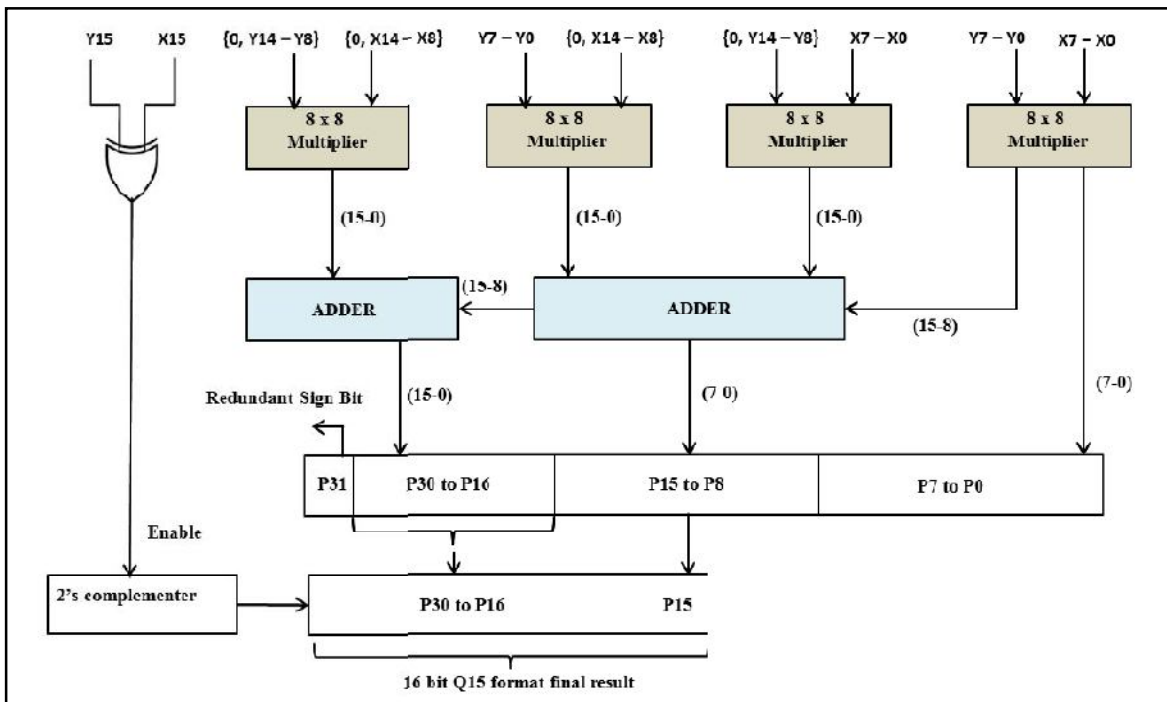 Y15 X15 {0, Y14 – Y8} {0, X14 – X8} Y7 – Y0 {0, X14 – X8} {0, Y14 – Y8} X7 – X0 Y7 – Y0 X7 – X0
8 x 8 Multiplier
8 x 8 Multiplier
8 x 8 Multiplier
8 x 8 Multiplier
(15-0)
(15-0)
(15-0)
(15-8)
ADDER
ADDER
(15-8)
Redundant Sign Bit
(15-0)
(7-0)
(7-0)
P31 P30 to P16 P15 to P8 P7 to P0
Enable
2's complementer
P30 to P16 P15
16 bit Q15 format final result